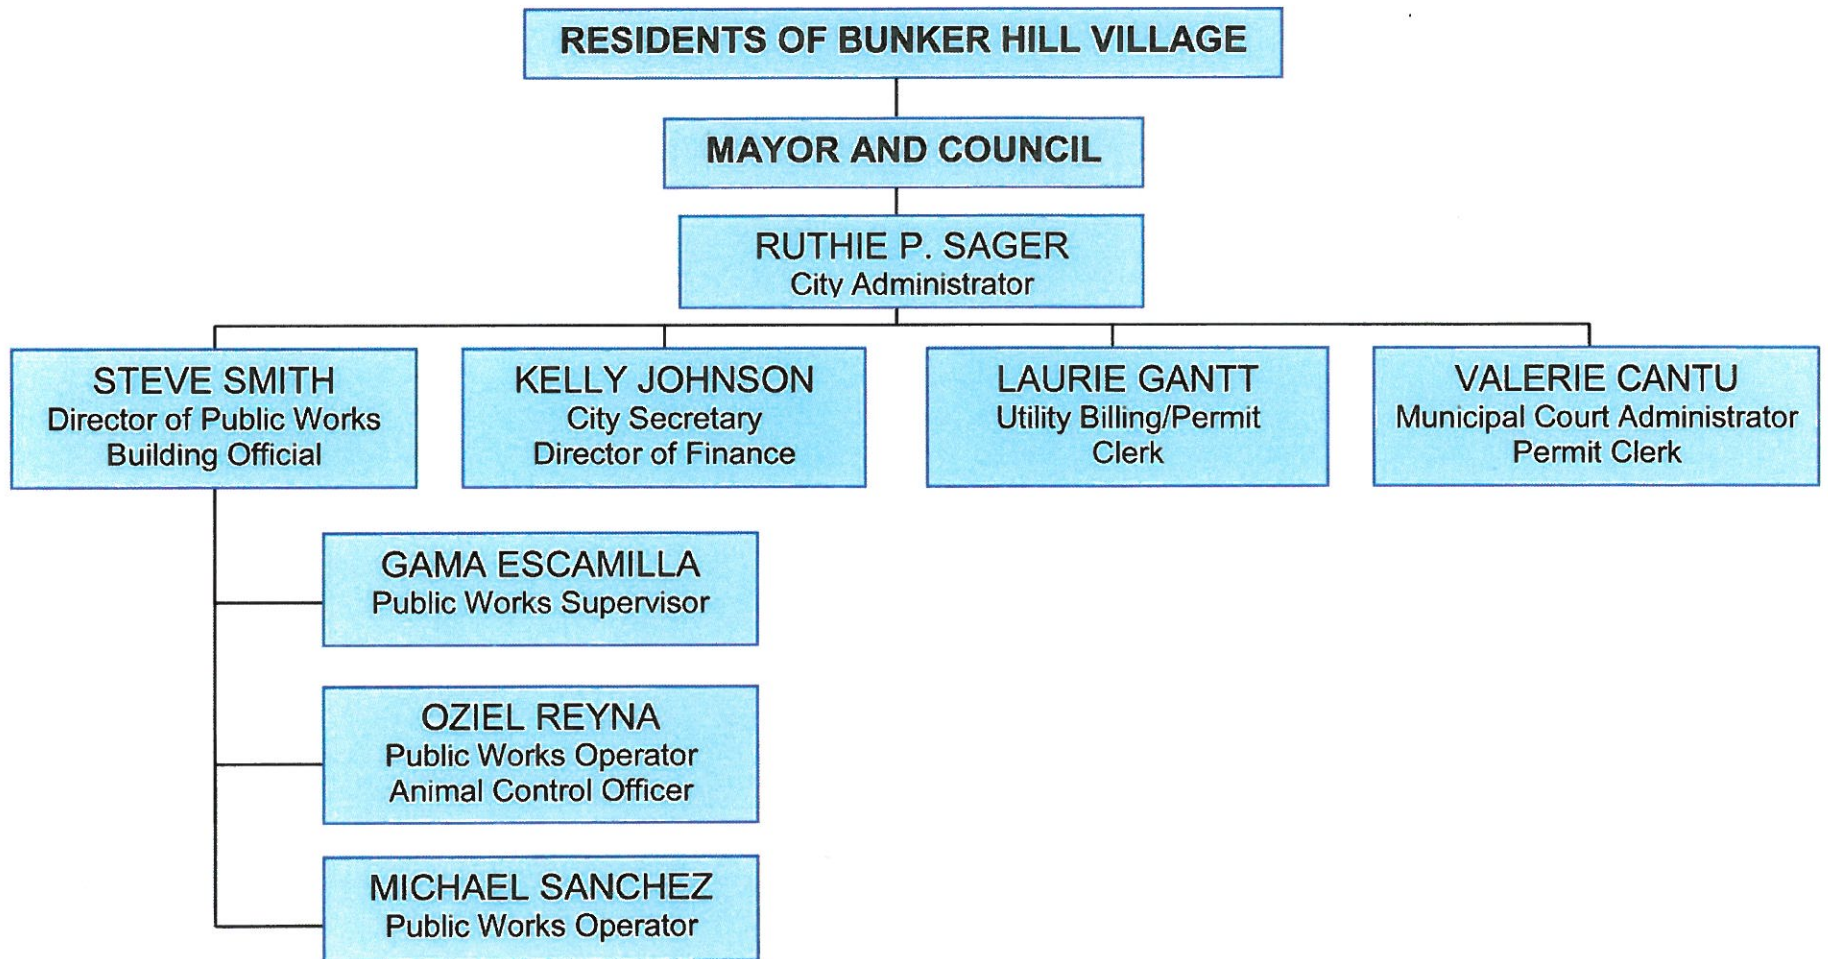 RESIDENTS OF BUNKER HILL VILLAGE
MAYOR AND COUNCIL
RUTHIE P. SAGER
City Administrator
STEVE SMITH
Director of Public Works
Building Official
KELLY JOHNSON
City Secretary
Director of Finance
LAURIE GANTT
Utility Billing/Permit
Clerk
VALERIE CANTU
Municipal Court Administrator
Permit Clerk
GAMA ESCAMILLA
Public Works Supervisor
OZIEL REYNA
Public Works Operator
Animal Control Officer
MICHAEL SANCHEZ
Public Works Operator